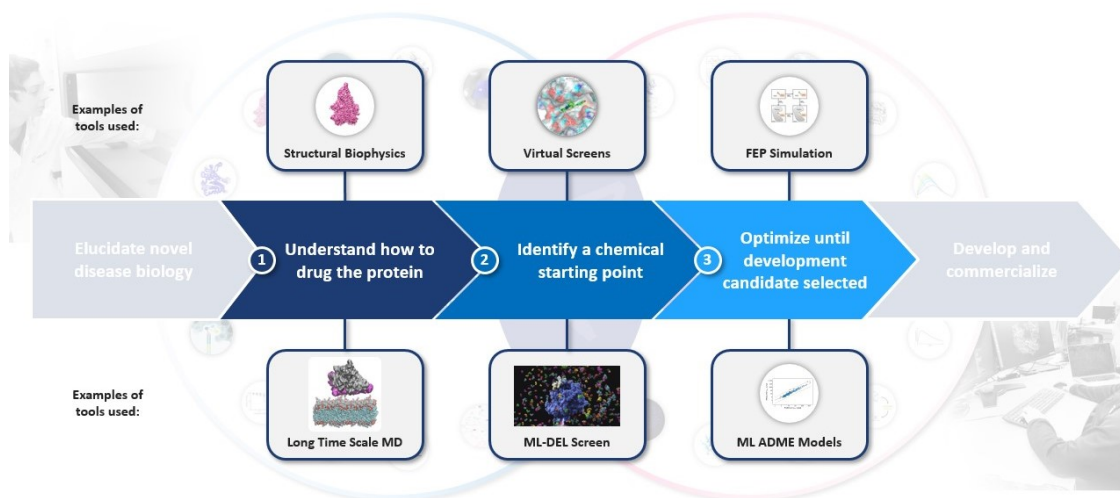 Examples of
tools used:
Structural Biophysics
Virtual Screens
FEP Simulation
Elucidate novel
disease biology
1
Understand how to
drug the protein
2
Identify a chemical
starting point
3
Optimize until
development
candidate selected
Develop and
commercialize
Examples of
tools used:
Long Time Scale MD
ML-DEL Screen
ML ADME Models